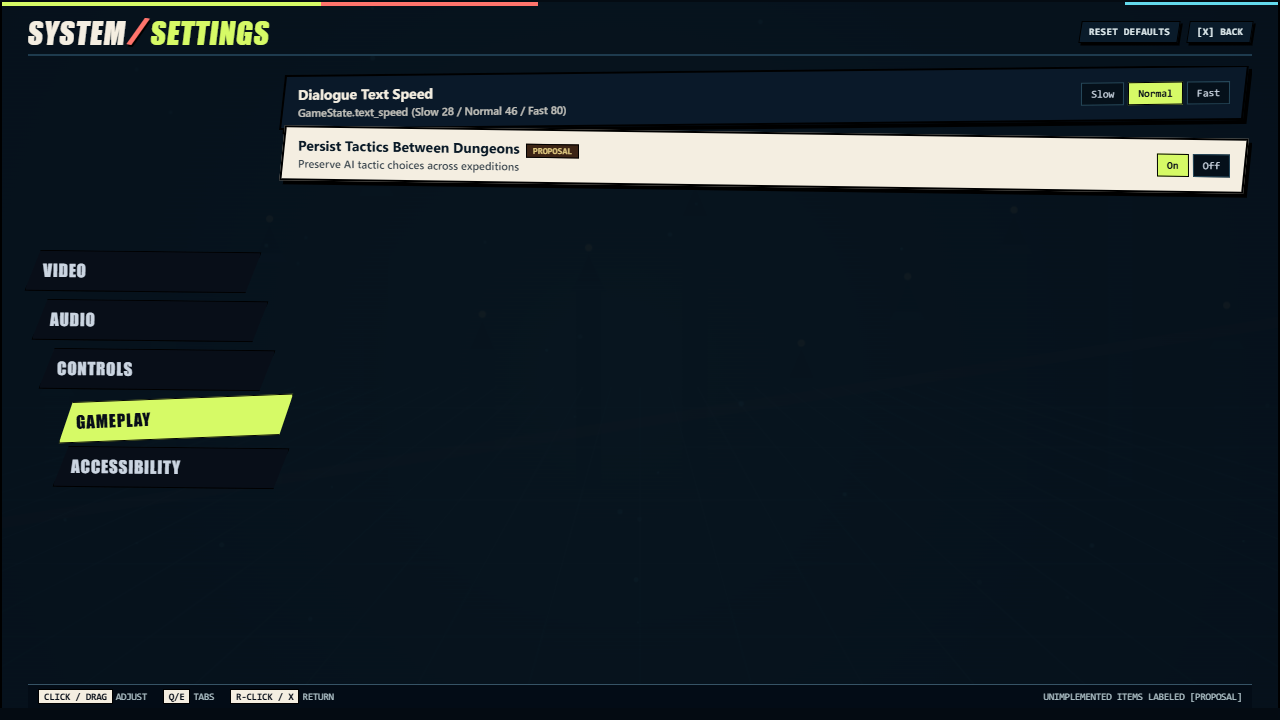 SYSTEM/SETTINGS
RESET DEFAULTS
[X] BACK
Dialogue Text Speed
GameState.text_speed (Slow 28 / Normal 46 / Fast 80)
Slow
Normal
Fast
Persist Tactics Between Dungeons PROPOSAL
Preserve AI tactic choices across expeditions
On
Off
VIDEO
AUDIO
CONTROLS
GAMEPLAY
ACCESSIBILITY
CLICK / DRAG ADJUST
Q/E TABS
R-CLICK / X RETURN
UNIMPLEMENTED ITEMS LABELED [PROPOSAL]